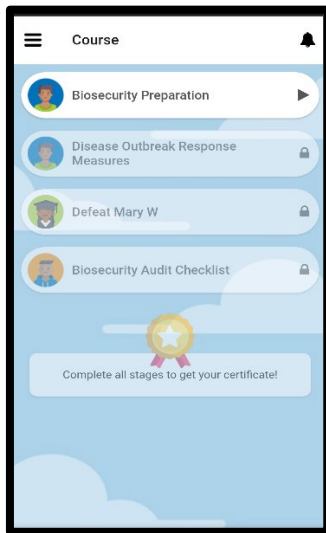 Course
Biosecurity Preparation
Disease Outbreak Response
Measures
Defeat Mary W
Biosecurity Audit Checklist
Complete all stages to get your certificate!